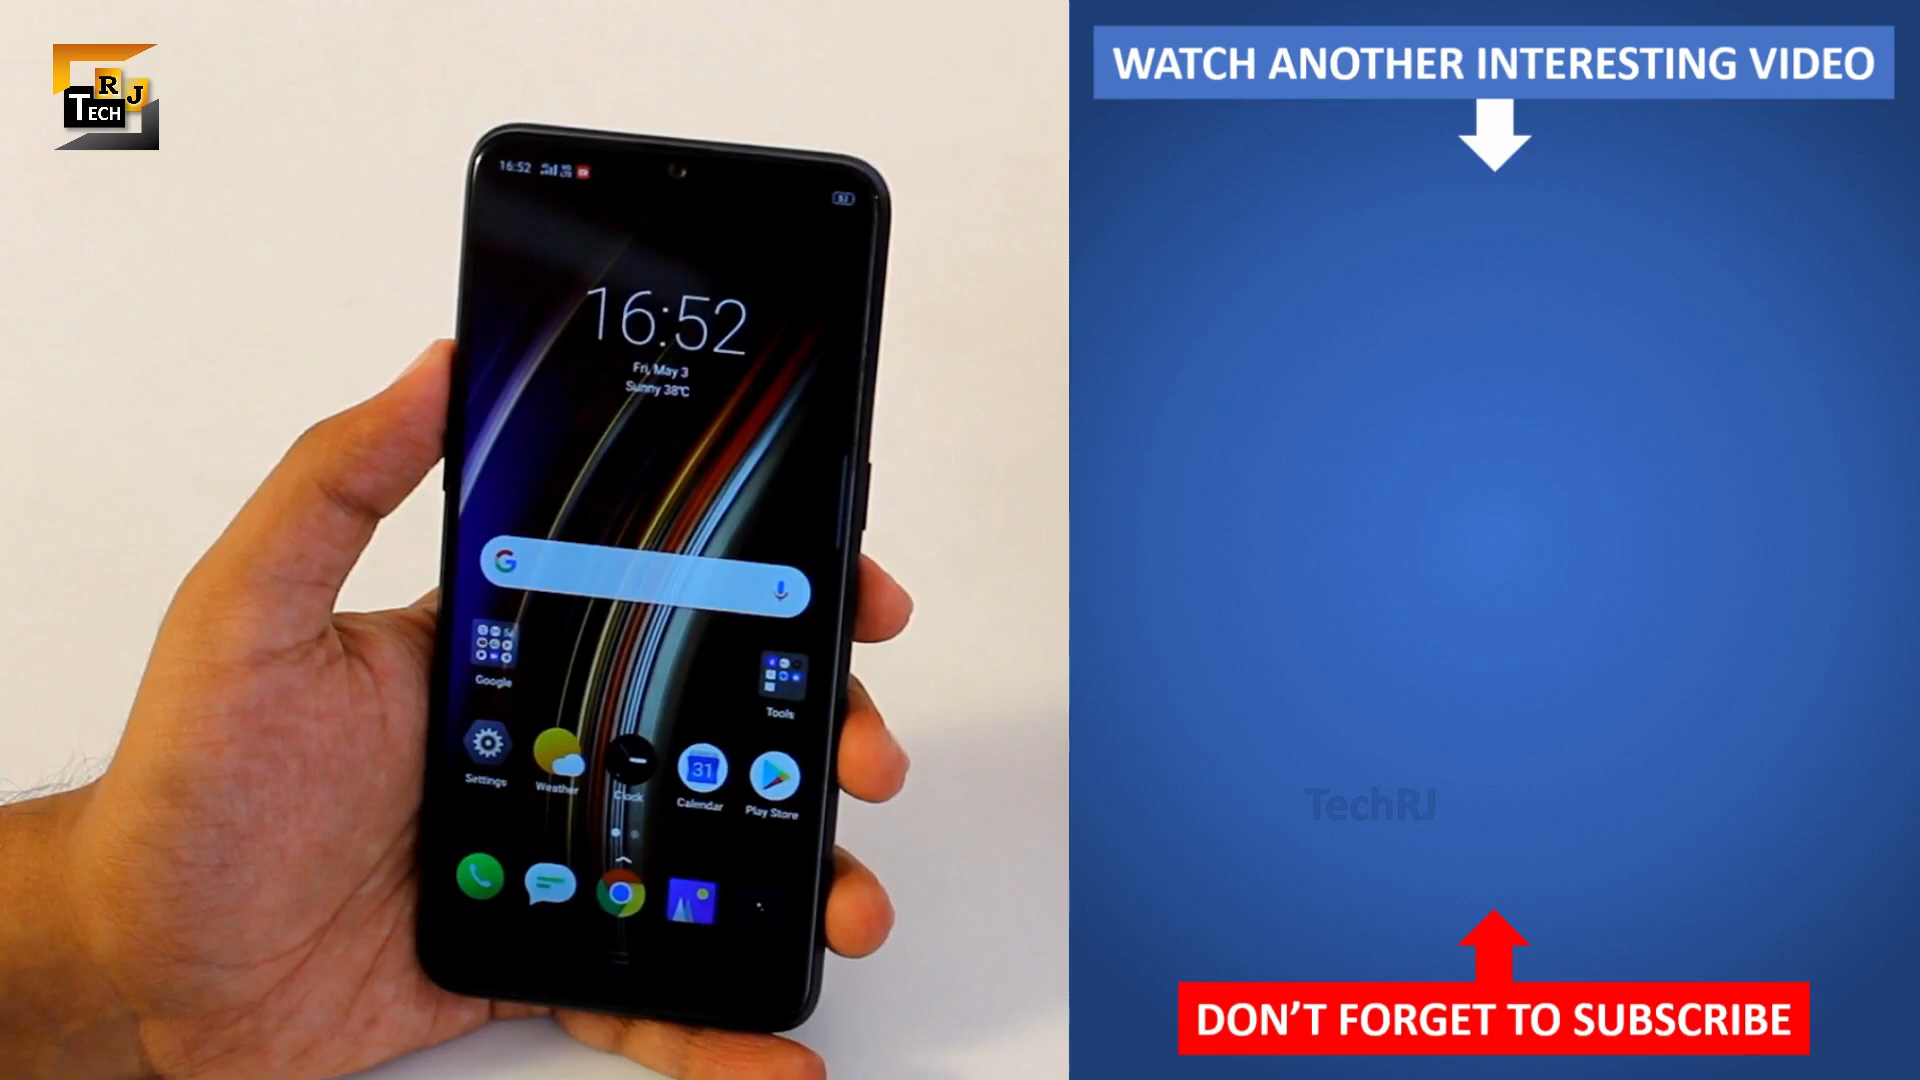 R
J
TECH
16:52
16:52
Fri, May 3
Sunny 38°C
Google
Tools
Settings
Weather
Clock
Calendar
31
Play Store
WATCH ANOTHER INTERESTING VIDEO
TechRJ
DON'T FORGET TO SUBSCRIBE